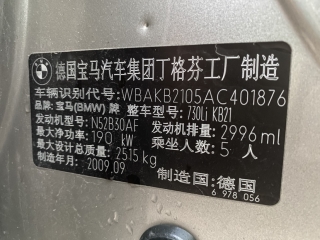 德国宝马汽车集团丁格芬工厂制造
车辆识别代号: WBAKB2105AC401876
品牌: 宝马(BMW) 牌 整车型号: 730Li KB21
发动机型号: N52B30AF 发动机排量: 2996 ml
最大净功率: 190 kW 乘坐人数: 5 人
最大设计总质量: 2515 kg
制造年月: 2009.09 制造国: 德国
6 978 056